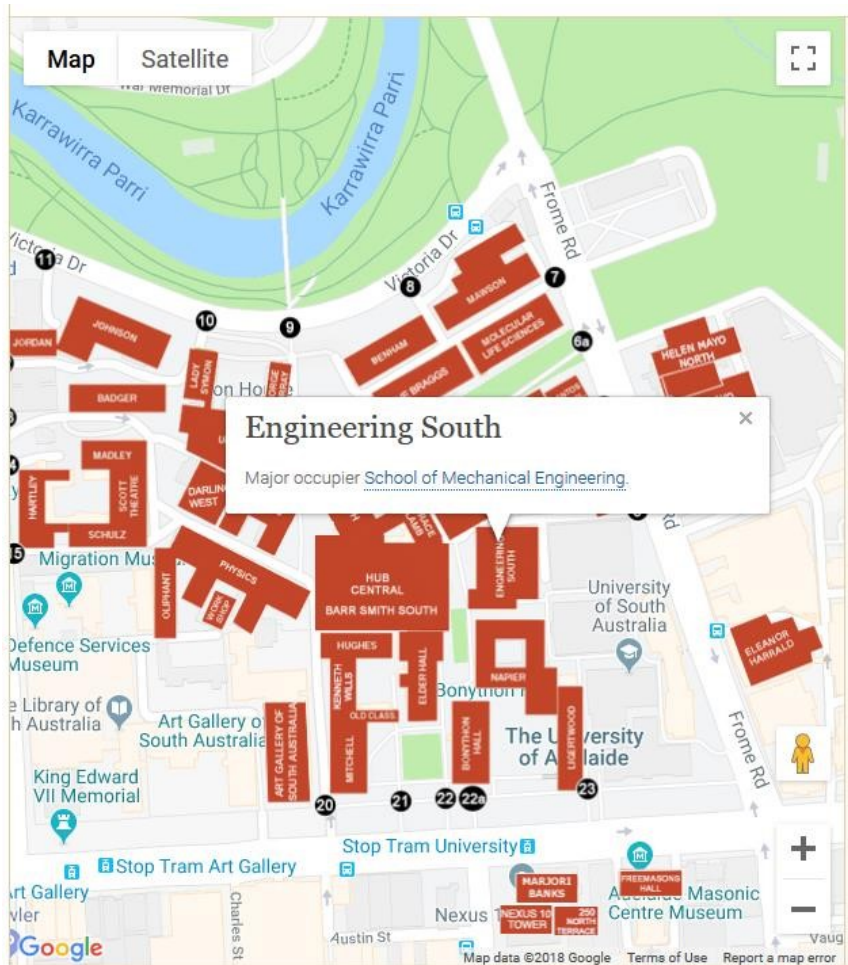 Map
Satellite
War Memorial Dr
Karrawirra Parri
Karrawirra Parri
Frome Rd
Victoria Dr
Victoria Dr
11
8
7
10
9
6a
MAWSON
MOLECULAR
LIFE SCIENCES
BENHAM
JORDAN
JOHNSON
LADY
SYMON
BADGER
HELEN MAYO
NORTH
Engineering South
×
Major occupier School of Mechanical Engineering.
MADLEY
SCOTT
THEATRE
HARTLEY
SCHULZ
WEST
15
Migration
OLIPHANT
PHYSICS
WORK
SHOP
HUB
CENTRAL
BARR SMITH SOUTH
ENGINEERING
SOUTH
University
of South
Australia
Defence Services
Museum
HUGHES
KENNETH
WILLS
ELDER HALL
NAPIER
ELEANOR
HARRALD
e Library of
h Australia
Art Gallery of
South Australia
ART GALLERY OF
SOUTH AUSTRALIA
OLD CLASS.
MITCHELL
Bonython
BONYTHON
HALL
The University
of Adelaide
LIGERTWOOD
Frome Rd
King Edward
VII Memorial
20
21
22
22a
23
Stop Tram University
Stop Tram Art Gallery
Art Gallery
wler
Charles St
MARJORI
BANKS
FREEMASONS
HALL
Adelaide Masonic
Centre Museum
Nexus
NEXUS 10
TOWER
250
NORTH
TERRACE
Austin St
Google
Map data ©2018 Google
Terms of Use
Report a map error
Vaug
+
−